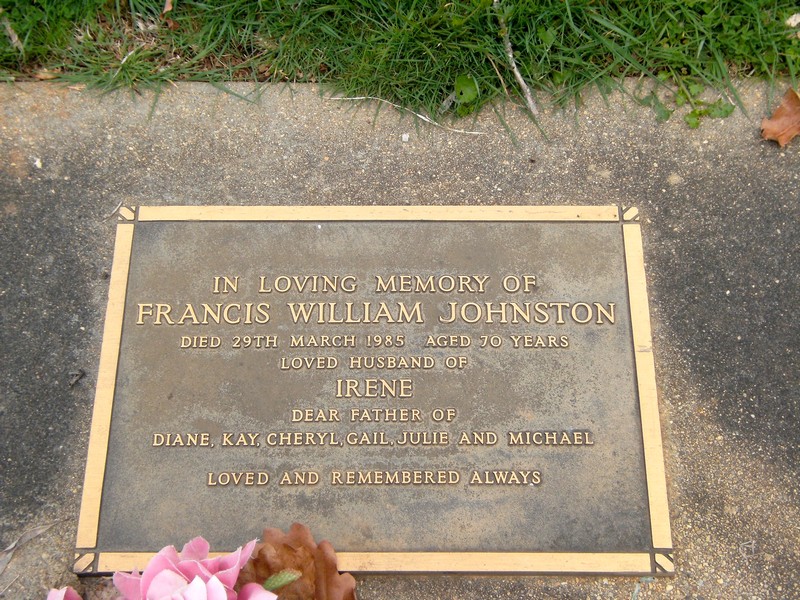 IN LOVING MEMORY OF
FRANCIS WILLIAM JOHNSTON
DIED 29TH MARCH 1985 AGED 70 YEARS
LOVED HUSBAND OF
IRENE
DEAR FATHER OF
DIANE, KAY, CHERYL, GAIL, JULIE AND MICHAEL
LOVED AND REMEMBERED ALWAYS